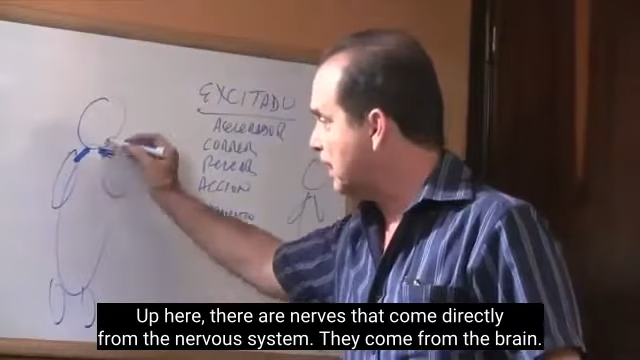 EXCITADO
ACELERADOR
CORRER
PELEAR
ACCION
Up here, there are nerves that come directly
from the nervous system. They come from the brain.